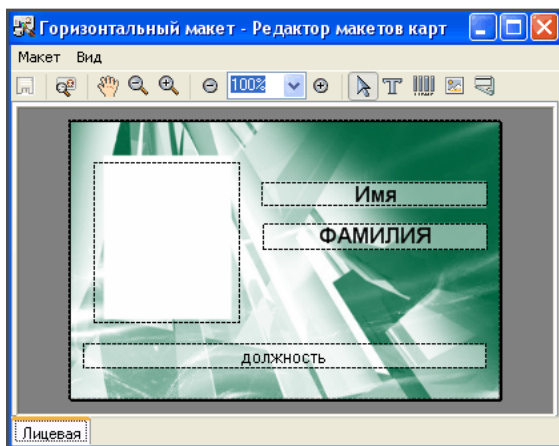 Горизонтальный макет - Редактор макетов карт
Макет Вид
100%
Имя
ФАМИЛИЯ
должность
Лицевая